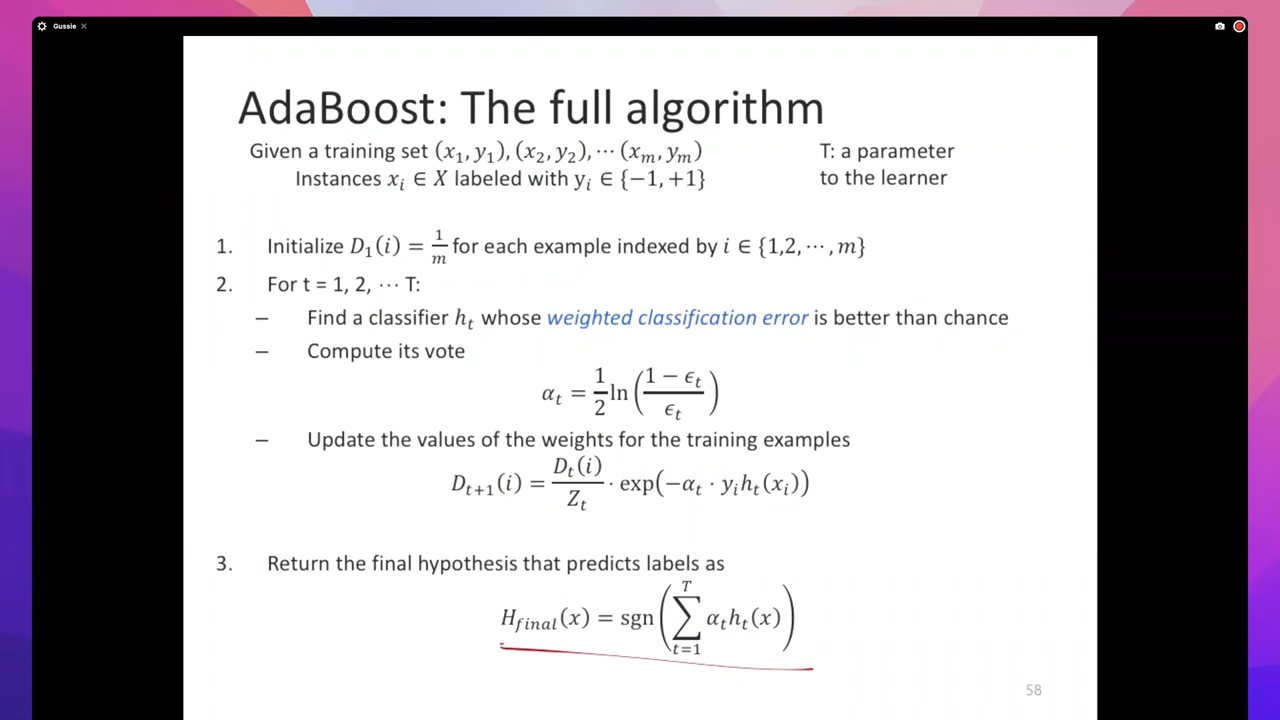 Gussie
AdaBoost: The full algorithm
Given a training set (x₁, y₁), (x₂, y₂), ⋯ (xₘ, yₘ)
Instances xᵢ ∈ X labeled with yᵢ ∈ {−1, +1}
T: a parameter
to the learner
1. Initialize D₁(i) = 1/m for each example indexed by i ∈ {1,2, ⋯ , m}
2. For t = 1, 2, ⋯ T:
– Find a classifier hₜ whose weighted classification error is better than chance
– Compute its vote
αₜ = 1/2 ln((1 − ϵₜ)/ϵₜ)
– Update the values of the weights for the training examples
Dₜ₊₁(i) = Dₜ(i)/Zₜ · exp(−αₜ · yᵢhₜ(xᵢ))
3. Return the final hypothesis that predicts labels as
H_final(x) = sgn(∑_{t=1}^{T} αₜhₜ(x))
58